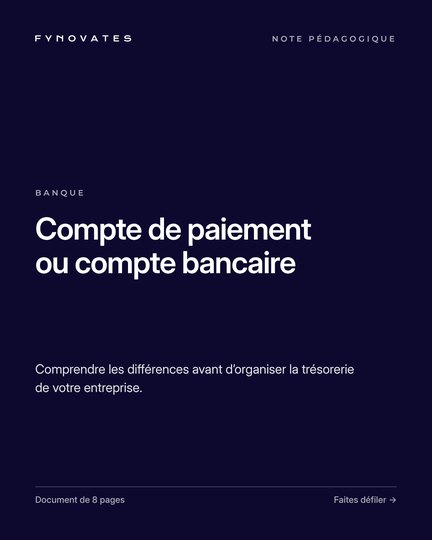 FYNOVATES
NOTE PÉDAGOGIQUE
BANQUE
Compte de paiement
ou compte bancaire
Comprendre les différences avant d’organiser la trésorerie
de votre entreprise.
Document de 8 pages
Faites défiler →